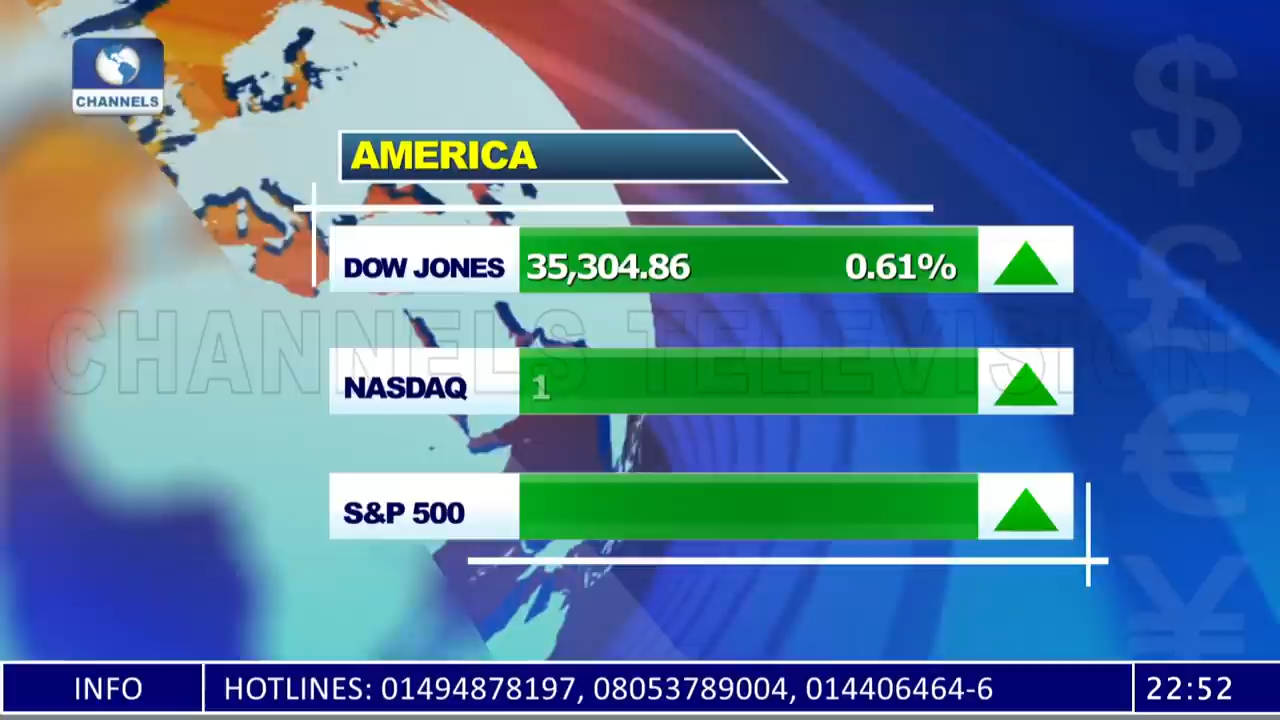 CHANNELS
AMERICA
DOW JONES 35,304.86 0.61%
CHANNELS TELEVISION
NASDAQ 1
S&P 500
INFO HOTLINES: 01494878197, 08053789004, 014406464-6 22:52
$
£
€
¥